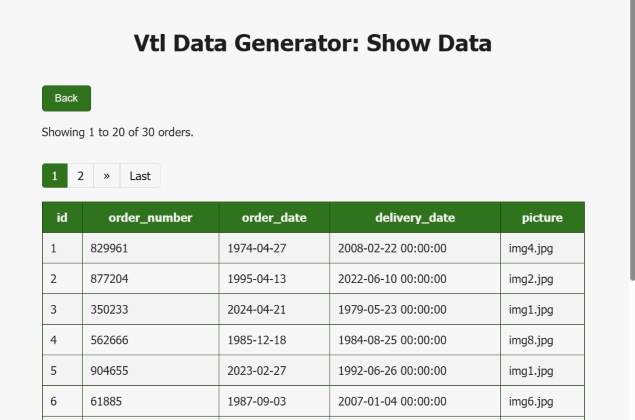 Vtl Data Generator: Show Data
Back
Showing 1 to 20 of 30 orders.
1 2 » Last
id order_number order_date delivery_date picture
1 829961 1974-04-27 2008-02-22 00:00:00 img4.jpg
2 877204 1995-04-13 2022-06-10 00:00:00 img2.jpg
3 350233 2024-04-21 1979-05-23 00:00:00 img1.jpg
4 562666 1985-12-18 1984-08-25 00:00:00 img8.jpg
5 904655 2023-02-27 1992-06-26 00:00:00 img1.jpg
6 61885 1987-09-03 2007-01-04 00:00:00 img6.jpg